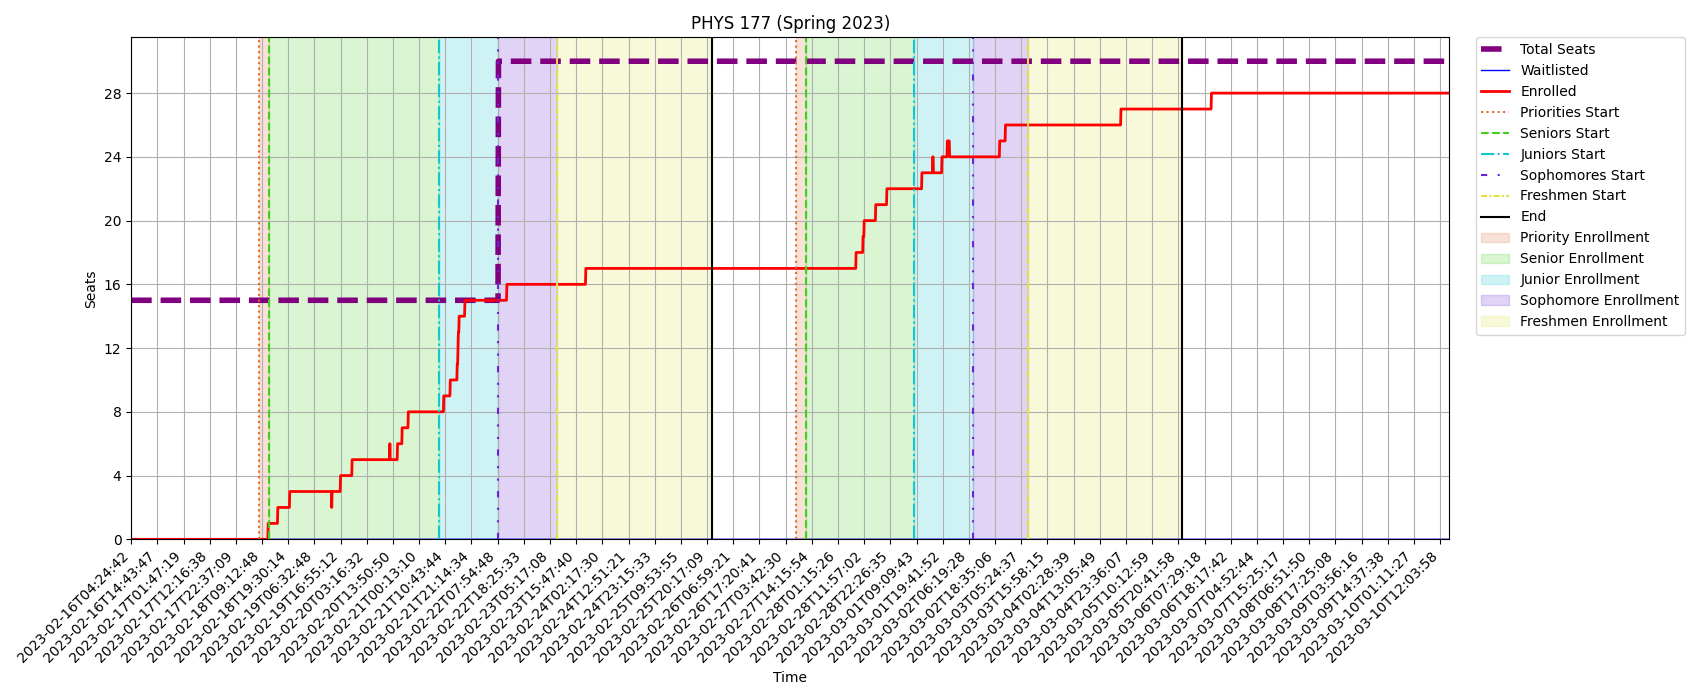 PHYS 177 (Spring 2023)
Seats
28
24
20
16
12
8
4
0
2023-02-16T04:24:42
2023-02-16T14:43:47
2023-02-17T01:47:19
2023-02-17T12:16:38
2023-02-17T22:37:09
2023-02-18T09:12:48
2023-02-18T19:30:14
2023-02-19T06:32:48
2023-02-19T16:55:12
2023-02-20T03:16:32
2023-02-20T13:50:50
2023-02-21T00:13:10
2023-02-21T10:43:44
2023-02-21T21:14:34
2023-02-22T07:54:48
2023-02-22T18:25:33
2023-02-23T05:17:08
2023-02-23T15:47:40
2023-02-24T02:17:30
2023-02-24T12:51:21
2023-02-24T23:15:33
2023-02-25T09:53:55
2023-02-25T20:17:09
2023-02-26T06:59:21
2023-02-26T17:20:41
2023-02-27T03:42:30
2023-02-27T14:15:54
2023-02-28T01:15:26
2023-02-28T11:57:02
2023-02-28T22:26:35
2023-03-01T09:09:43
2023-03-01T19:41:52
2023-03-02T06:19:28
2023-03-02T18:35:06
2023-03-03T05:24:37
2023-03-03T15:58:15
2023-03-04T02:28:39
2023-03-04T13:05:49
2023-03-04T23:36:07
2023-03-05T10:12:59
2023-03-05T20:41:58
2023-03-06T07:29:18
2023-03-06T18:17:42
2023-03-07T04:52:44
2023-03-07T15:25:17
2023-03-08T06:51:50
2023-03-08T17:25:08
2023-03-09T03:56:16
2023-03-09T14:37:38
2023-03-10T01:11:27
2023-03-10T12:03:58
Time
Total Seats
Waitlisted
Enrolled
Priorities Start
Seniors Start
Juniors Start
Sophomores Start
Freshmen Start
End
Priority Enrollment
Senior Enrollment
Junior Enrollment
Sophomore Enrollment
Freshmen Enrollment